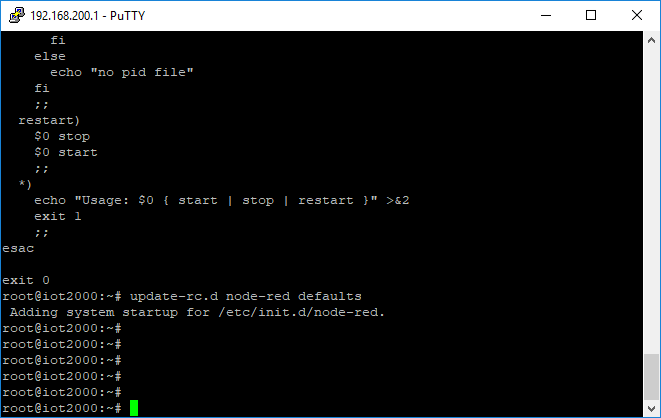 192.168.200.1 - PuTTY
      fi
    else
      echo "no pid file"
    fi
    ;;
  restart)
    $0 stop
    $0 start
    ;;
  *)
    echo "Usage: $0 { start | stop | restart }" >&2
    exit 1
    ;;
esac

exit 0
root@iot2000:~# update-rc.d node-red defaults
 Adding system startup for /etc/init.d/node-red.
root@iot2000:~#
root@iot2000:~#
root@iot2000:~#
root@iot2000:~#
root@iot2000:~#
root@iot2000:~#